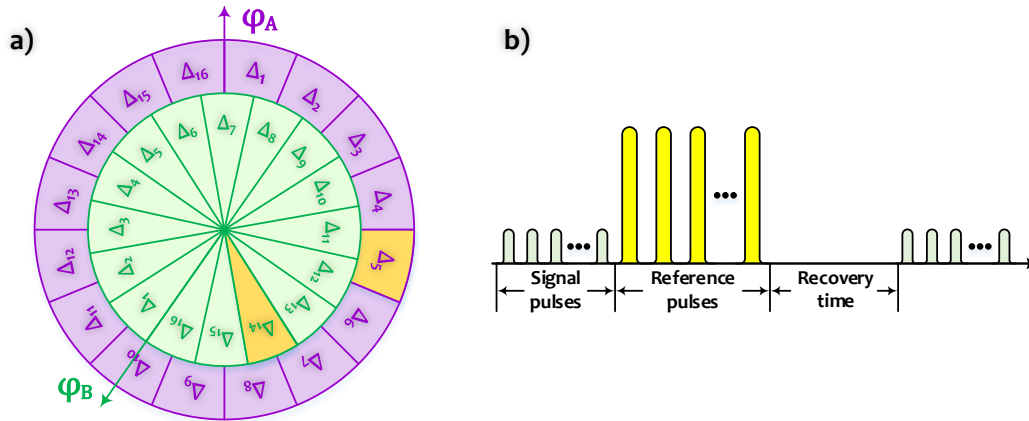 a)
φA
Δ1
Δ2
Δ3
Δ4
Δ5
Δ6
Δ7
Δ8
Δ9
Δ10
Δ11
Δ12
Δ13
Δ14
Δ15
Δ16
Δ1
Δ2
Δ3
Δ4
Δ5
Δ6
Δ7
Δ8
Δ9
Δ10
Δ11
Δ12
Δ13
Δ14
Δ15
Δ16
φB
b)
Signal
pulses
Reference
pulses
Recovery
time